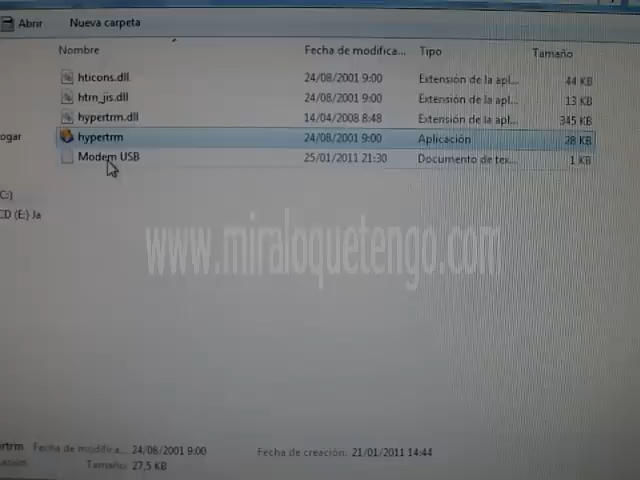 Abrir Nueva carpeta
Nombre Fecha de modifica... Tipo Tamaño
hticons.dll 24/08/2001 9:00 Extensión de la apl... 44 KB
htrn_jis.dll 24/08/2001 9:00 Extensión de la apl... 13 KB
hypertrm.dll 14/04/2008 8:48 Extensión de la apl... 345 KB
ogar hypertrm 24/08/2001 9:00 Aplicación 28 KB
Modem USB 25/01/2011 21:30 Documento de tex... 1 KB
C:)
CD (E:) Ja
www.miraloquetengo.com
rtrm Fecha de modifica... 24/08/2001 9:00 Fecha de creación: 21/01/2011 14:44
Tamaño: 27,5 KB